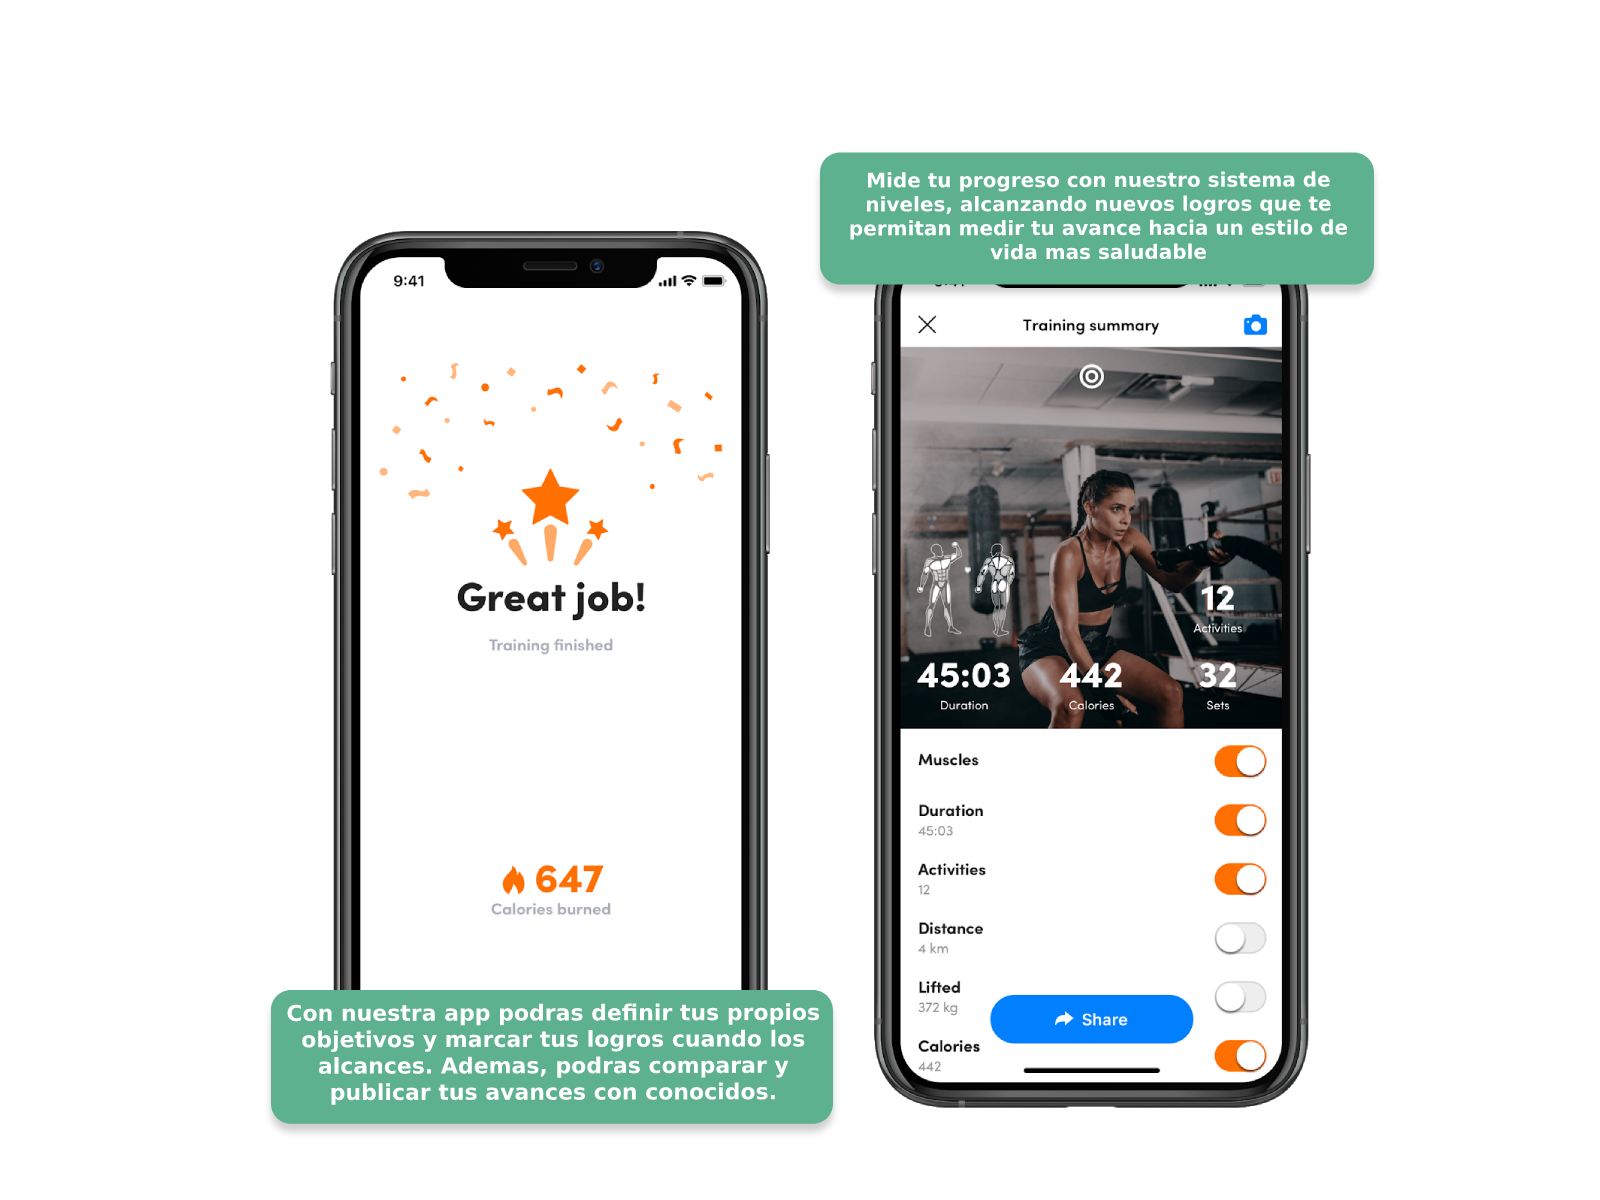 Mide tu progreso con nuestro sistema de
niveles, alcanzando nuevos logros que te
permitan medir tu avance hacia un estilo de
vida mas saludable
9:41
Great job!
Training finished
647
Calories burned
Con nuestra app podras definir tus propios
objetivos y marcar tus logros cuando los
alcances. Ademas, podras comparar y
publicar tus avances con conocidos.
Training summary
12
Activities
45:03
Duration
442
Calories
32
Sets
Muscles
Duration
45:03
Activities
12
Distance
4 km
Lifted
372 kg
Share
Calories
442